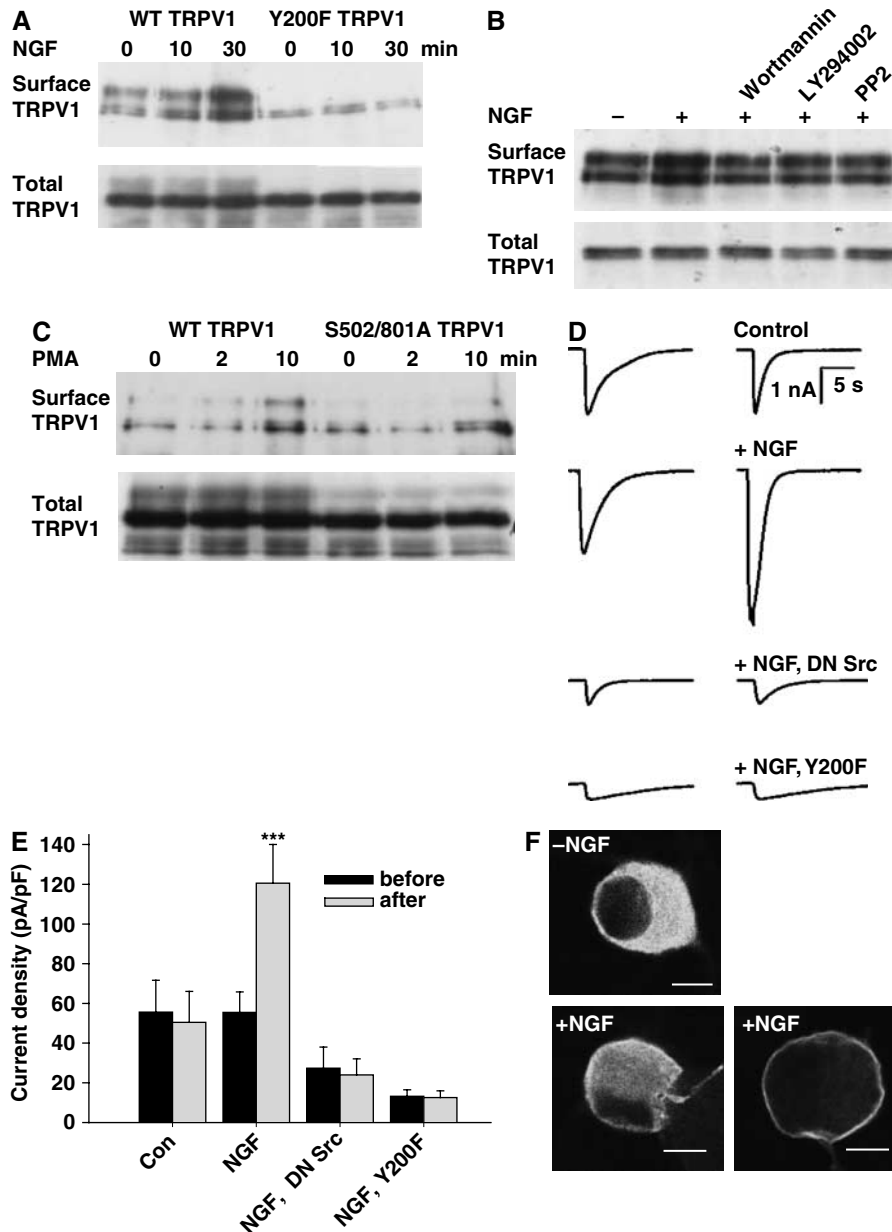 A
WT TRPV1 Y200F TRPV1
NGF 0 10 30 0 10 30 min
Surface
TRPV1
Total
TRPV1
B
Wortmannin
LY294002
PP2
NGF – + + + +
Surface
TRPV1
Total
TRPV1
C
WT TRPV1 S502/801A TRPV1
PMA 0 2 10 0 2 10 min
Surface
TRPV1
Total
TRPV1
D
Control
1 nA 5 s
+ NGF
+ NGF, DN Src
+ NGF, Y200F
E
Current density (pA/pF)
140
120
100
80
60
40
20
0
***
before
after
Con
NGF
NGF, DN Src
NGF, Y200F
F
–NGF
+NGF
+NGF